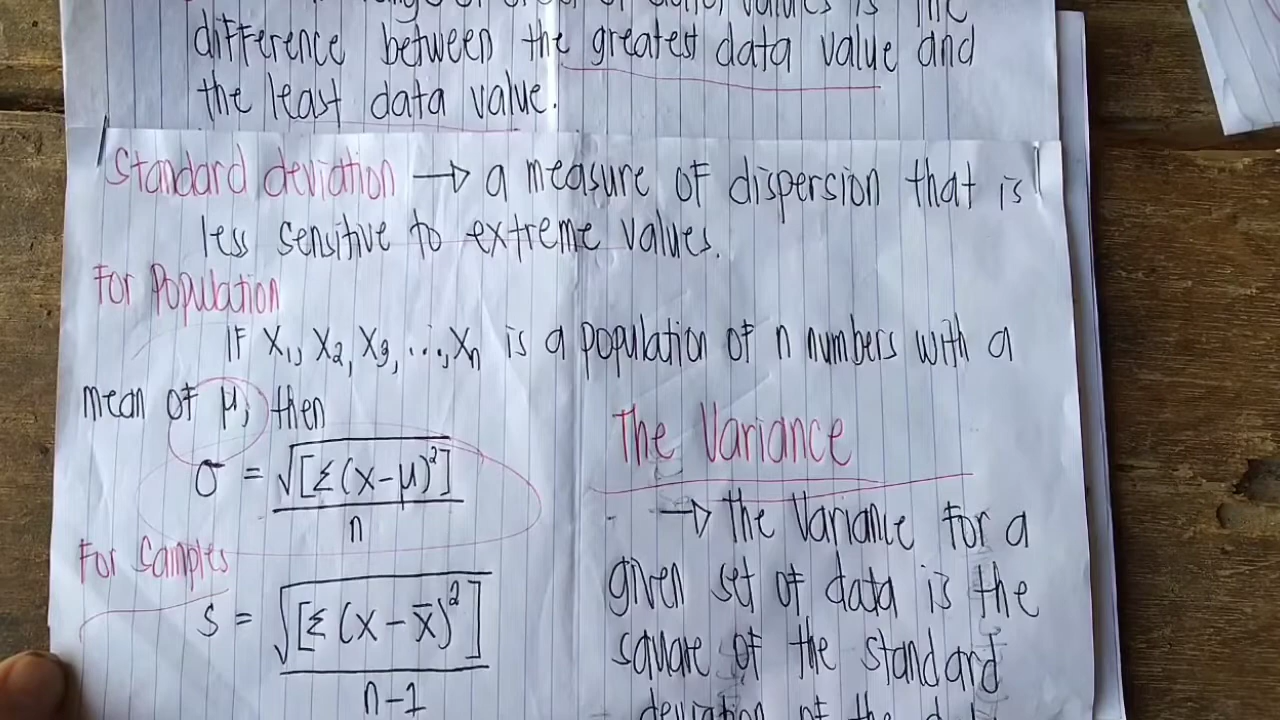 difference between the greatest data value and
the least data value.
Standard deviation → a measure of dispersion that is
less sensitive to extreme values.
For Population
IF X₁, X₂, X₃, ..., Xn is a population of n numbers with a
mean of μ, then
σ = √[Σ(x-μ)²]
n
For Samples
s = √[Σ(x-x̄)²]
n-1
The Variance
→ the Variance for a
given set of data is the
square of the standard
deviation of the